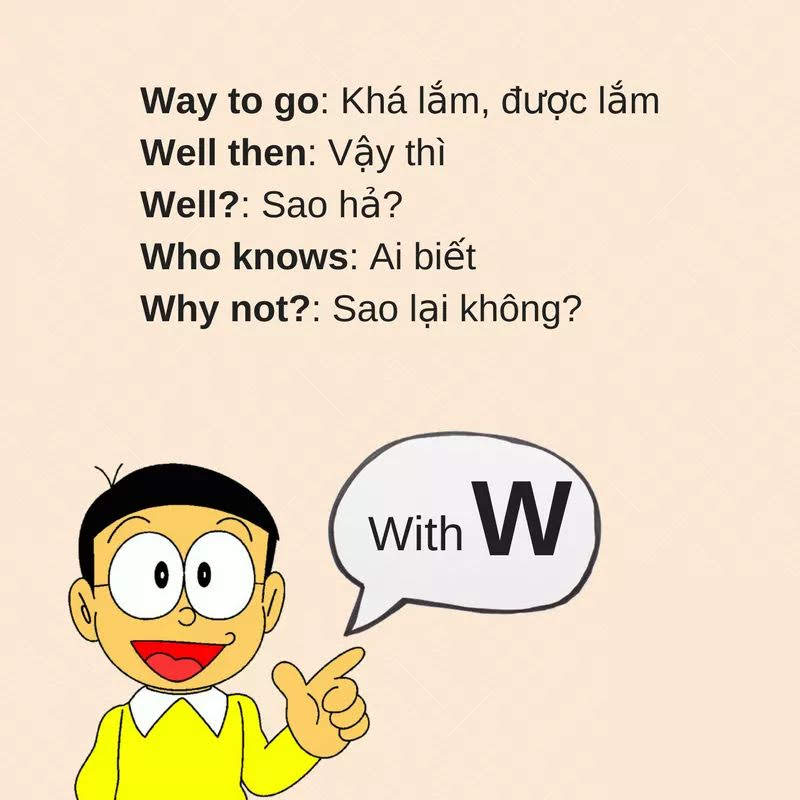 Way to go: Khá lắm, được lắm
Well then: Vậy thì
Well?: Sao hả?
Who knows: Ai biết
Why not?: Sao lại không?
With W